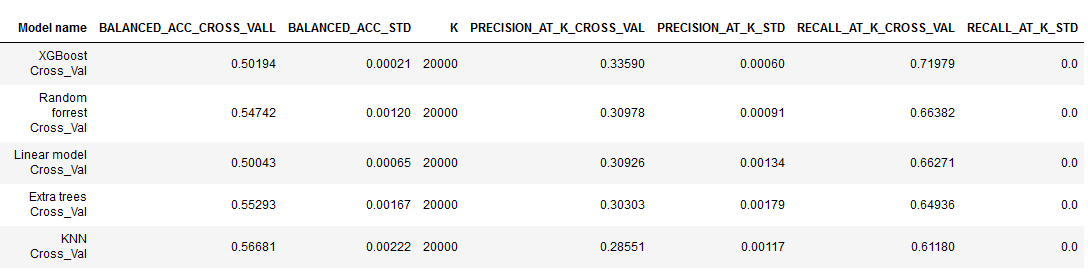 Model name BALANCED_ACC_CROSS_VALL BALANCED_ACC_STD K PRECISION_AT_K_CROSS_VAL PRECISION_AT_K_STD RECALL_AT_K_CROSS_VAL RECALL_AT_K_STD
XGBoost
Cross_Val 0.50194 0.00021 20000 0.33590 0.00060 0.71979 0.0
Random
forrest
Cross_Val 0.54742 0.00120 20000 0.30978 0.00091 0.66382 0.0
Linear model
Cross_Val 0.50043 0.00065 20000 0.30926 0.00134 0.66271 0.0
Extra trees
Cross_Val 0.55293 0.00167 20000 0.30303 0.00179 0.64936 0.0
KNN
Cross_Val 0.56681 0.00222 20000 0.28551 0.00117 0.61180 0.0